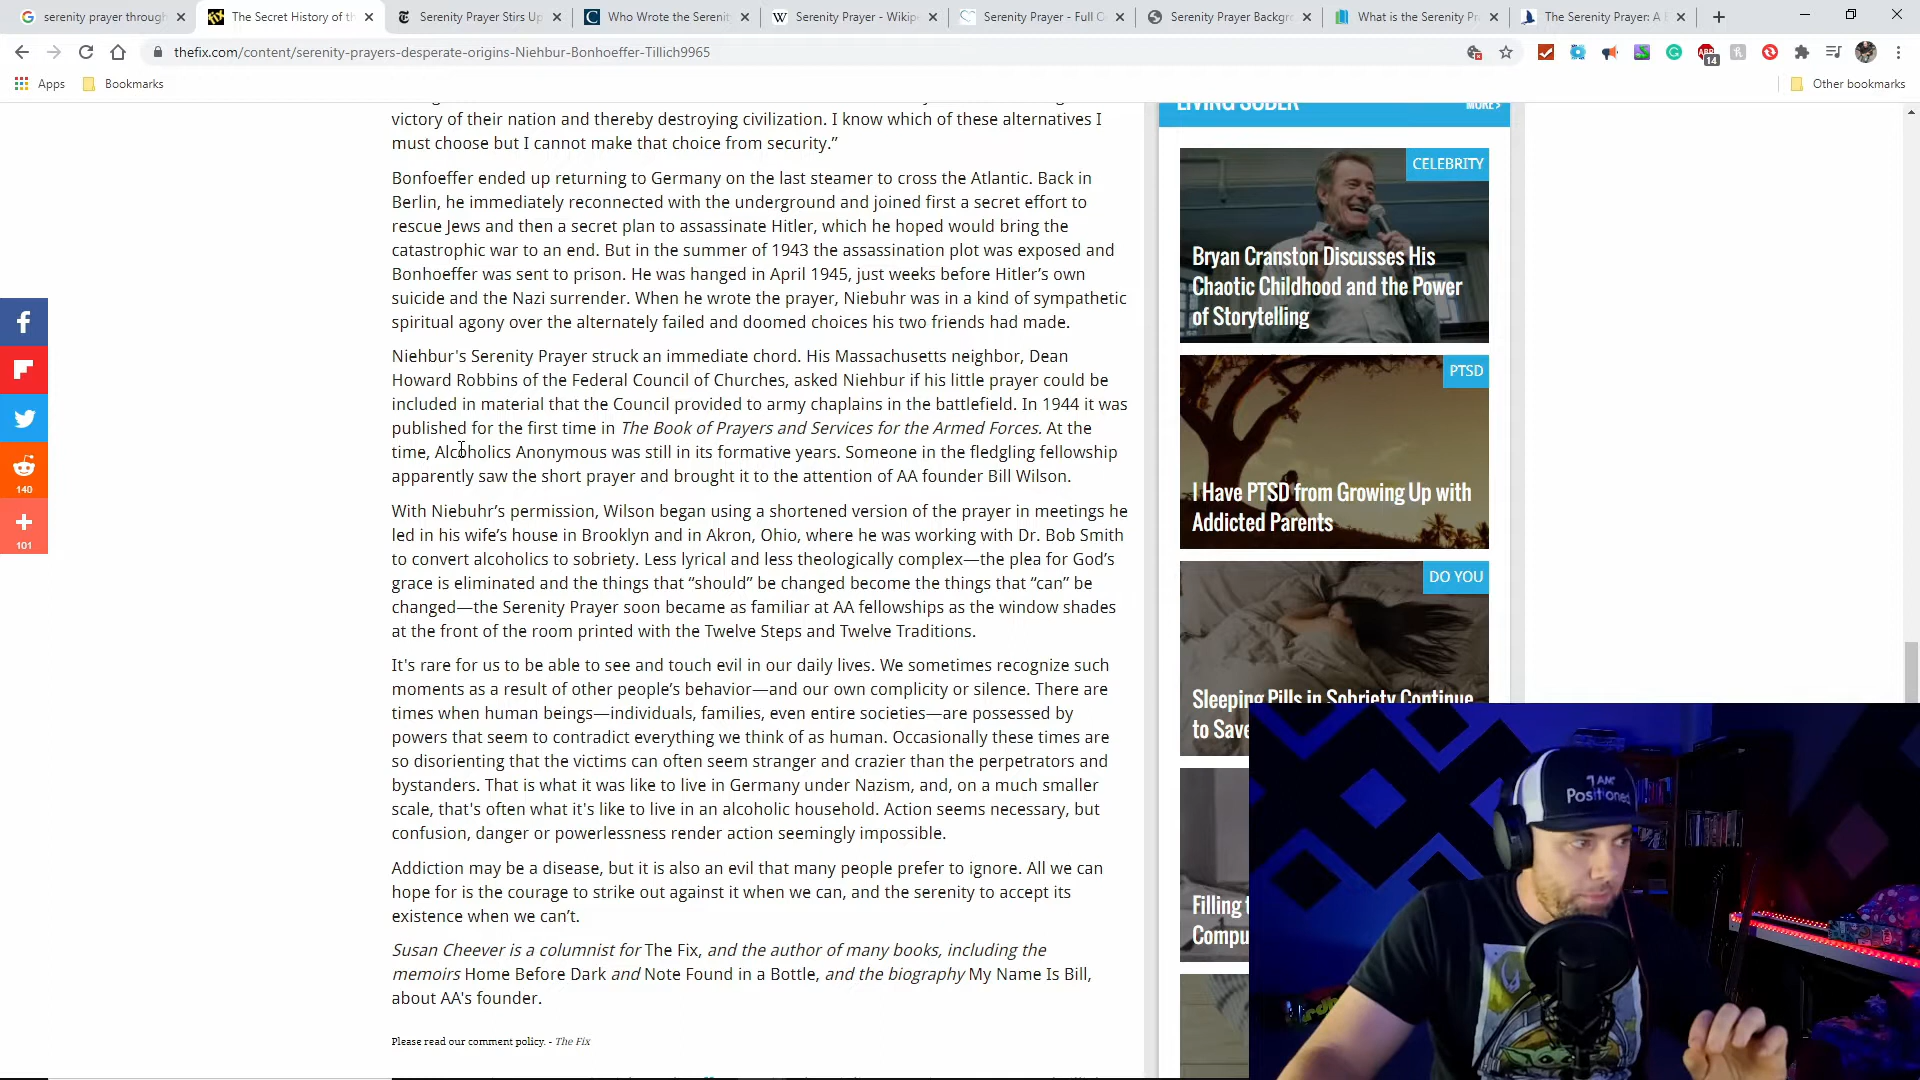 serenity prayer through
The Secret History of th
Serenity Prayer Stirs Up
Who Wrote the Serenit
Serenity Prayer - Wikip
Serenity Prayer - Full
Serenity Prayer Backgr
What is the Serenity Pr
The Serenity Prayer: A
thefix.com/content/serenity-prayers-desperate-origins-Niehbur-Bonhoeffer-Tillich9965
14
Apps
Bookmarks
Other bookmarks
victory of their nation and thereby destroying civilization. I know which of these alternatives I
must choose but I cannot make that choice from security.”
Bonfoeffer ended up returning to Germany on the last steamer to cross the Atlantic. Back in
Berlin, he immediately reconnected with the underground and joined first a secret effort to
rescue Jews and then a secret plan to assassinate Hitler, which he hoped would bring the
catastrophic war to an end. But in the summer of 1943 the assassination plot was exposed and
Bonhoeffer was sent to prison. He was hanged in April 1945, just weeks before Hitler’s own
suicide and the Nazi surrender. When he wrote the prayer, Niebuhr was in a kind of sympathetic
spiritual agony over the alternately failed and doomed choices his two friends had made.
Niehbur's Serenity Prayer struck an immediate chord. His Massachusetts neighbor, Dean
Howard Robbins of the Federal Council of Churches, asked Niehbur if his little prayer could be
included in material that the Council provided to army chaplains in the battlefield. In 1944 it was
published for the first time in The Book of Prayers and Services for the Armed Forces. At the
time, Alcoholics Anonymous was still in its formative years. Someone in the fledgling fellowship
apparently saw the short prayer and brought it to the attention of AA founder Bill Wilson.
With Niebuhr’s permission, Wilson began using a shortened version of the prayer in meetings he
led in his wife’s house in Brooklyn and in Akron, Ohio, where he was working with Dr. Bob Smith
to convert alcoholics to sobriety. Less lyrical and less theologically complex—the plea for God’s
grace is eliminated and the things that “should” be changed become the things that “can” be
changed—the Serenity Prayer soon became as familiar at AA fellowships as the window shades
at the front of the room printed with the Twelve Steps and Twelve Traditions.
It's rare for us to be able to see and touch evil in our daily lives. We sometimes recognize such
moments as a result of other people’s behavior—and our own complicity or silence. There are
times when human beings—individuals, families, even entire societies—are possessed by
powers that seem to contradict everything we think of as human. Occasionally these times are
so disorienting that the victims can often seem stranger and crazier than the perpetrators and
bystanders. That is what it was like to live in Germany under Nazism, and, on a much smaller
scale, that's often what it's like to live in an alcoholic household. Action seems necessary, but
confusion, danger or powerlessness render action seemingly impossible.
Addiction may be a disease, but it is also an evil that many people prefer to ignore. All we can
hope for is the courage to strike out against it when we can, and the serenity to accept its
existence when we can’t.
Susan Cheever is a columnist for The Fix, and the author of many books, including the
memoirs Home Before Dark and Note Found in a Bottle, and the biography My Name Is Bill,
about AA's founder.
Please read our comment policy. - The Fix
140
101
LIVING SOBER
MORE >
CELEBRITY
Bryan Cranston Discusses His
Chaotic Childhood and the Power
of Storytelling
PTSD
I Have PTSD from Growing Up with
Addicted Parents
DO YOU
Sleeping Pills in Sobriety Continue
to Save
Filling
Compu
"I AM"
Positioned